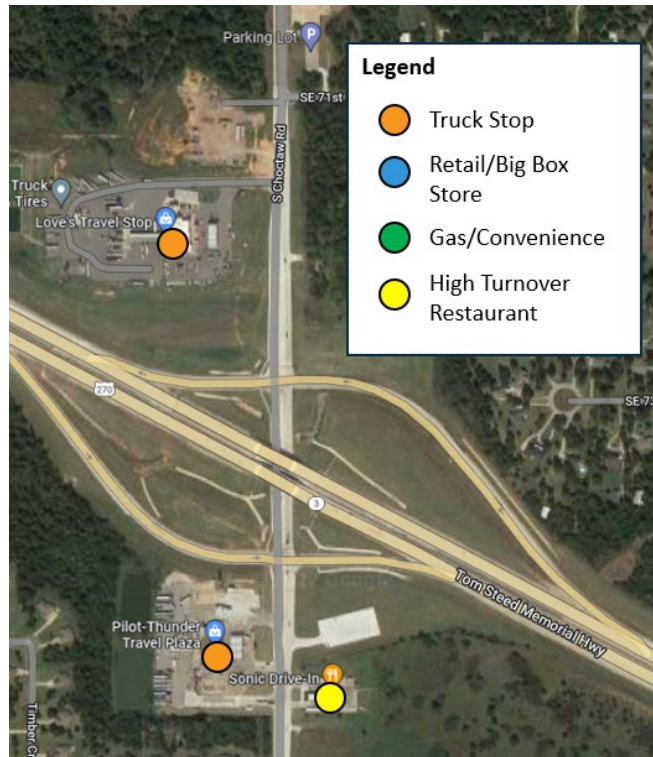 Parking Lot
P
Legend
Truck Stop
Retail/Big Box
Store
Gas/Convenience
High Turnover
Restaurant
SE 71st
S Choctaw Rd
Truck
Tires
Love's Travel Stop
270
SE 73
3
Tom Steed Memorial Hwy
Pilot-Thunder
Travel Plaza
Sonic Drive-In
Timber Cr